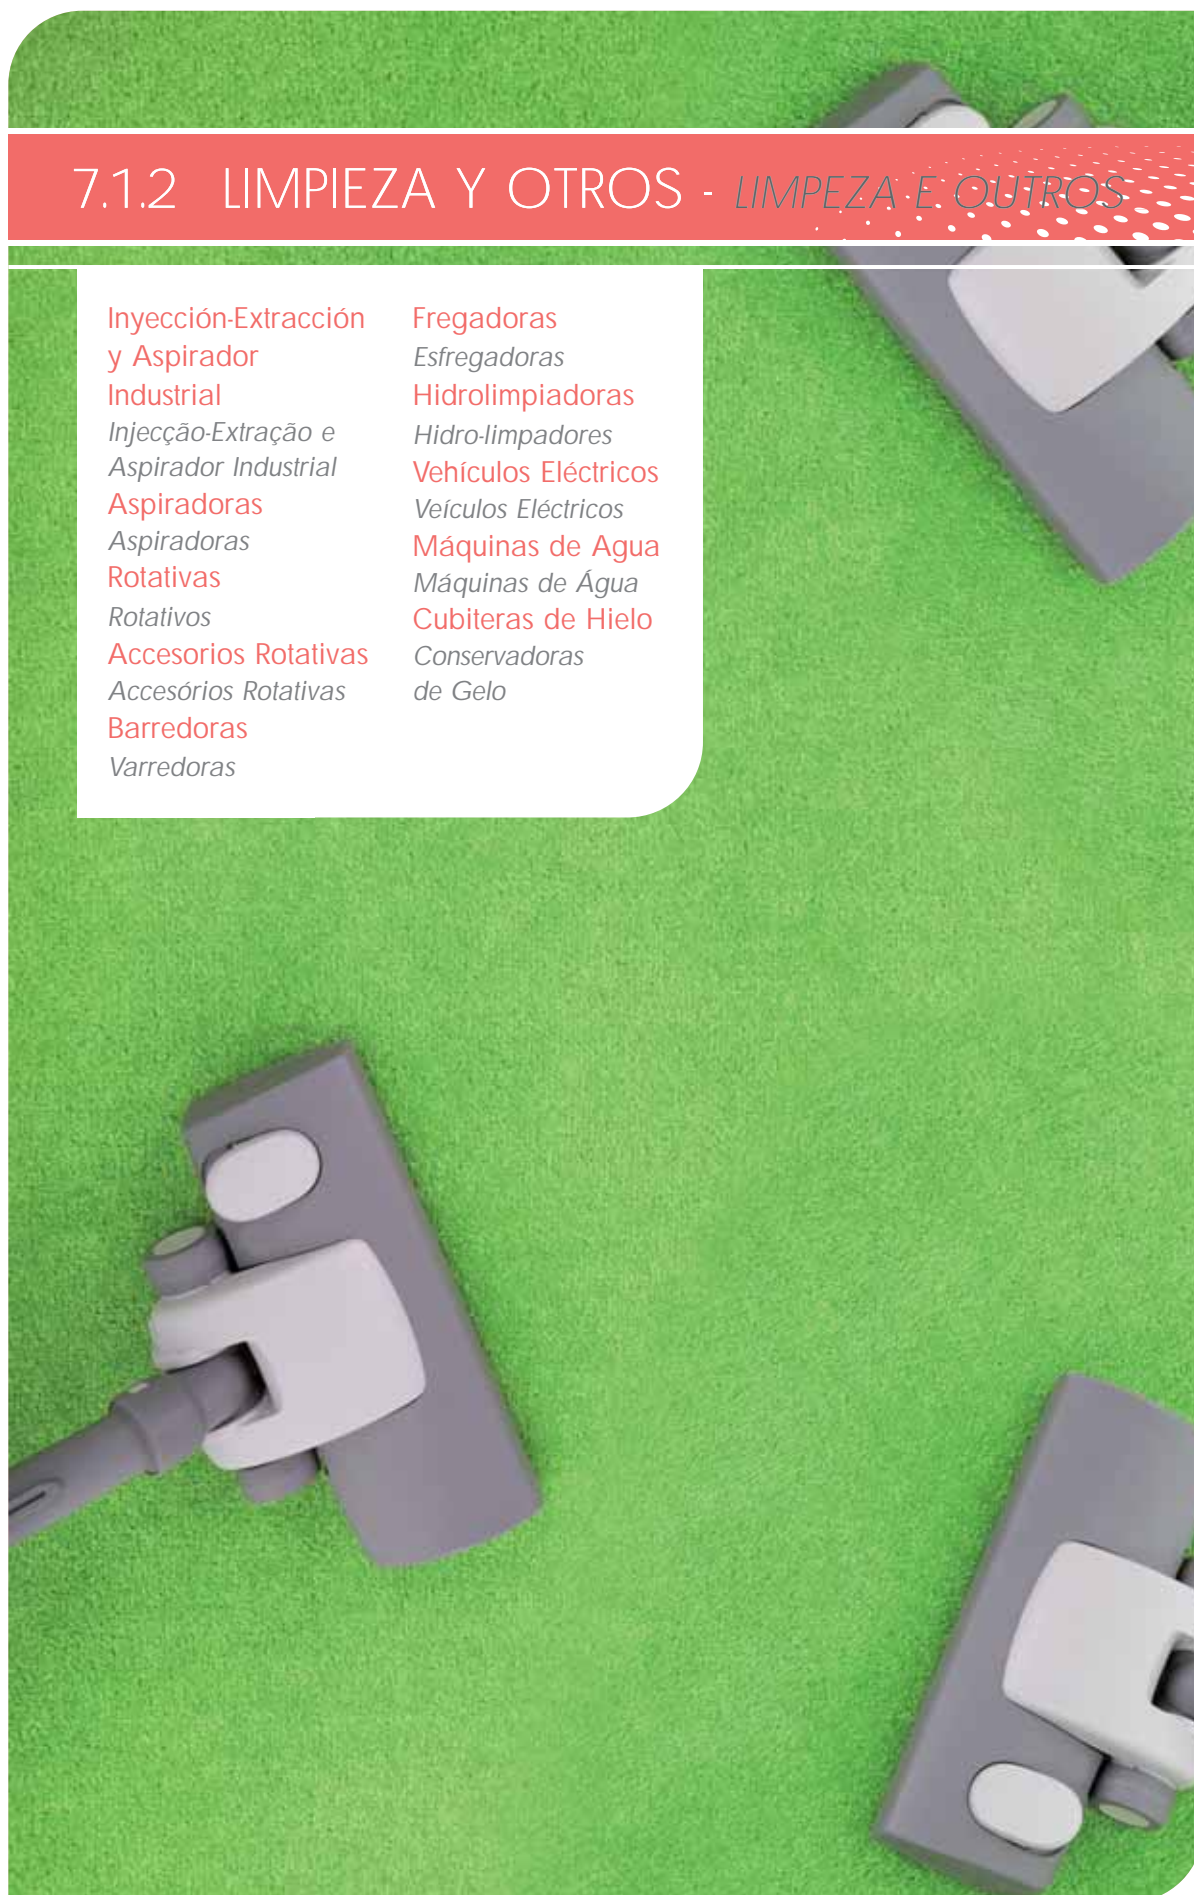 7.1.2 LIMPIEZA Y OTROS - LIMPEZA E OUTROS
Inyección-Extracción
y Aspirador
Industrial
Injecção-Extração e
Aspirador Industrial
Aspiradoras
Aspiradoras
Rotativas
Rotativos
Accesorios Rotativas
Accesórios Rotativas
Barredoras
Varredoras
Fregadoras
Esfregadoras
Hidrolimpiadoras
Hidro-limpadores
Vehículos Eléctricos
Veículos Eléctricos
Máquinas de Agua
Máquinas de Água
Cubiteras de Hielo
Conservadoras
de Gelo